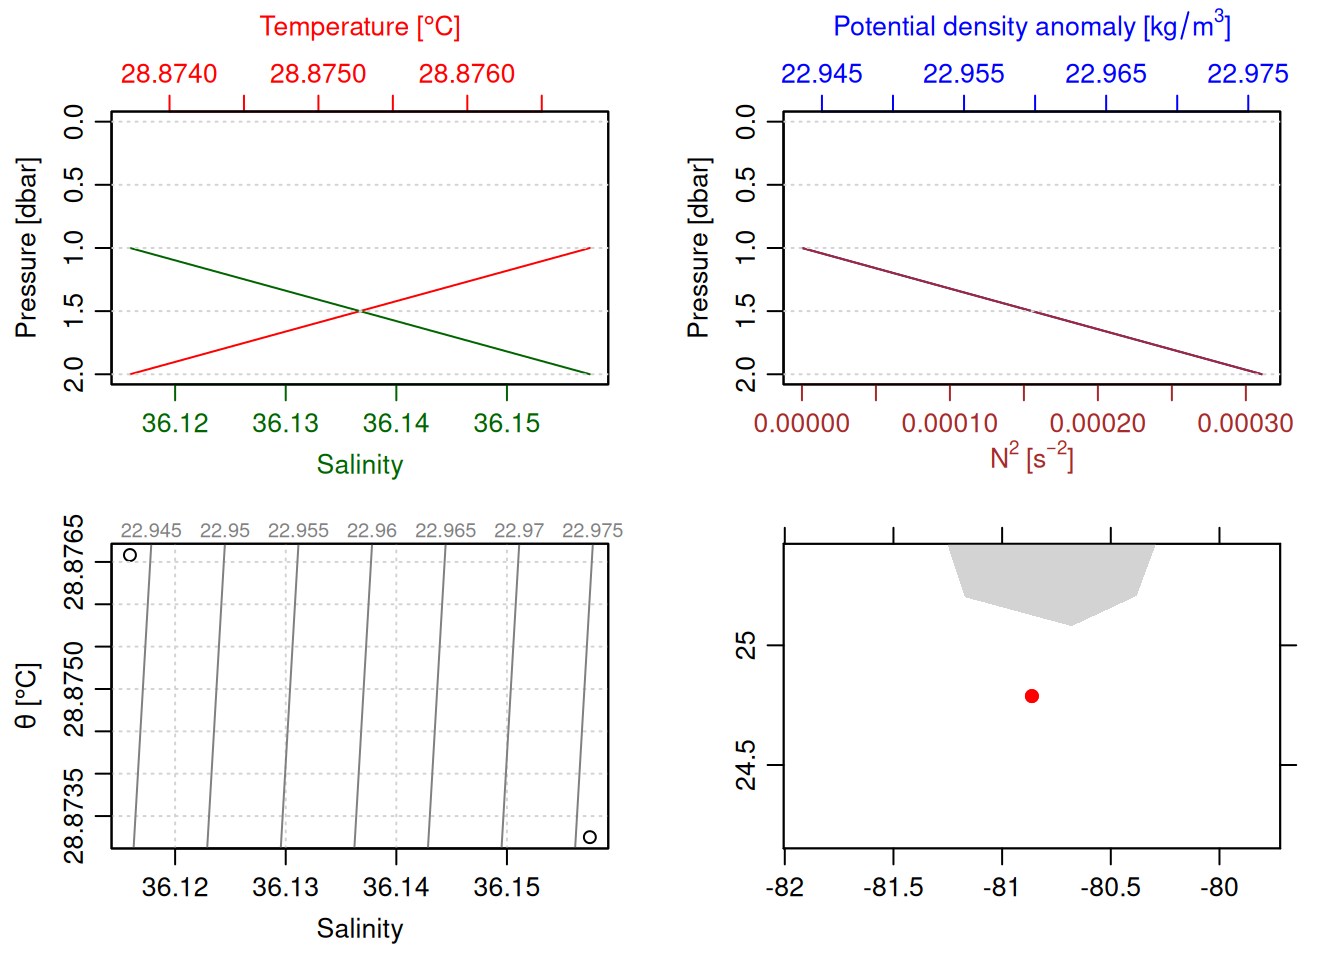 Temperature [°C]
28.8740 28.8750 28.8760
Pressure [dbar]
0.0 0.5 1.0 1.5 2.0
36.12 36.13 36.14 36.15
Salinity
Potential density anomaly [kg/m³]
22.945 22.955 22.965 22.975
Pressure [dbar]
0.0 0.5 1.0 1.5 2.0
0.00000 0.00010 0.00020 0.00030
N² [s⁻²]
22.945 22.95 22.955 22.96 22.965 22.97 22.975
θ [°C]
28.8735 28.8750 28.8765
36.12 36.13 36.14 36.15
Salinity
25
24.5
-82 -81.5 -81 -80.5 -80